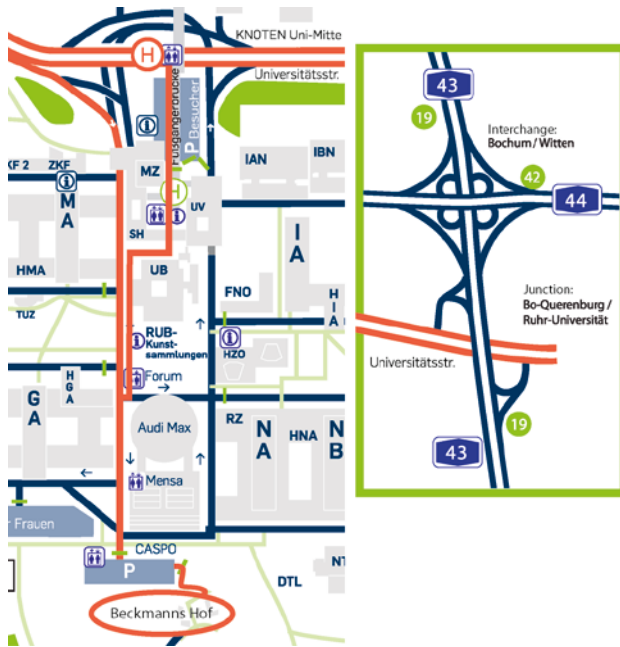 KNOTEN Uni-Mitte
H
Universitätsstr.
Fußgängerbrücke
P Besucher
i
KF 2
ZKF
i
MZ
IAN
IBN
MA
H
i
UV
SH
IA
HMA
UB
FNO
HIA
TUZ
i
RUB-
Kunst-
sammlungen
i
HZO
HGA
Forum
GA
Audi Max
RZ
NA
HNA
NB
Mensa
r Frauen
CASPO
P
NT
DTL
Beckmanns Hof
43
19
Interchange:
Bochum / Witten
42
44
Junction:
Bo-Querenburg /
Ruhr-Universität
Universitätsstr.
19
43